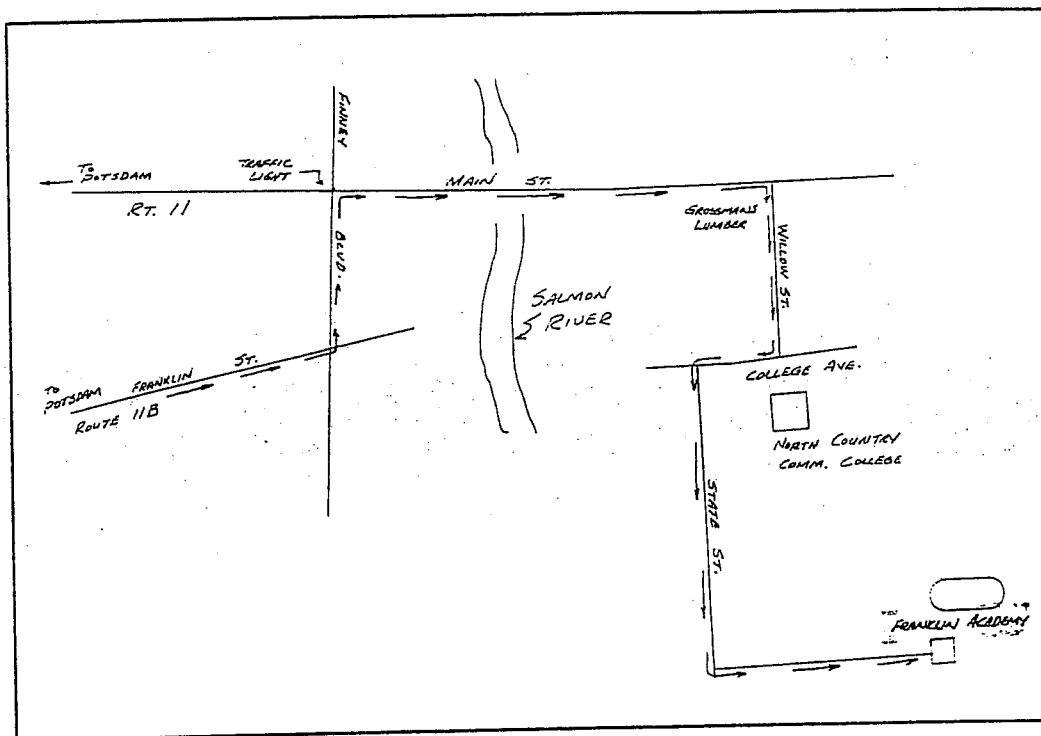 FINNEY
TO
POTSDAM
TRAFFIC
LIGHT
MAIN ST.
RT. 11
GROSSMANS
LUMBER
WILLOW ST.
BLVD.
SALMON
RIVER
TO
POTSDAM
FRANKLIN ST.
ROUTE 11B
COLLEGE AVE.
NORTH COUNTRY
COMM. COLLEGE
STATE ST.
FRANKLIN ACADEMY